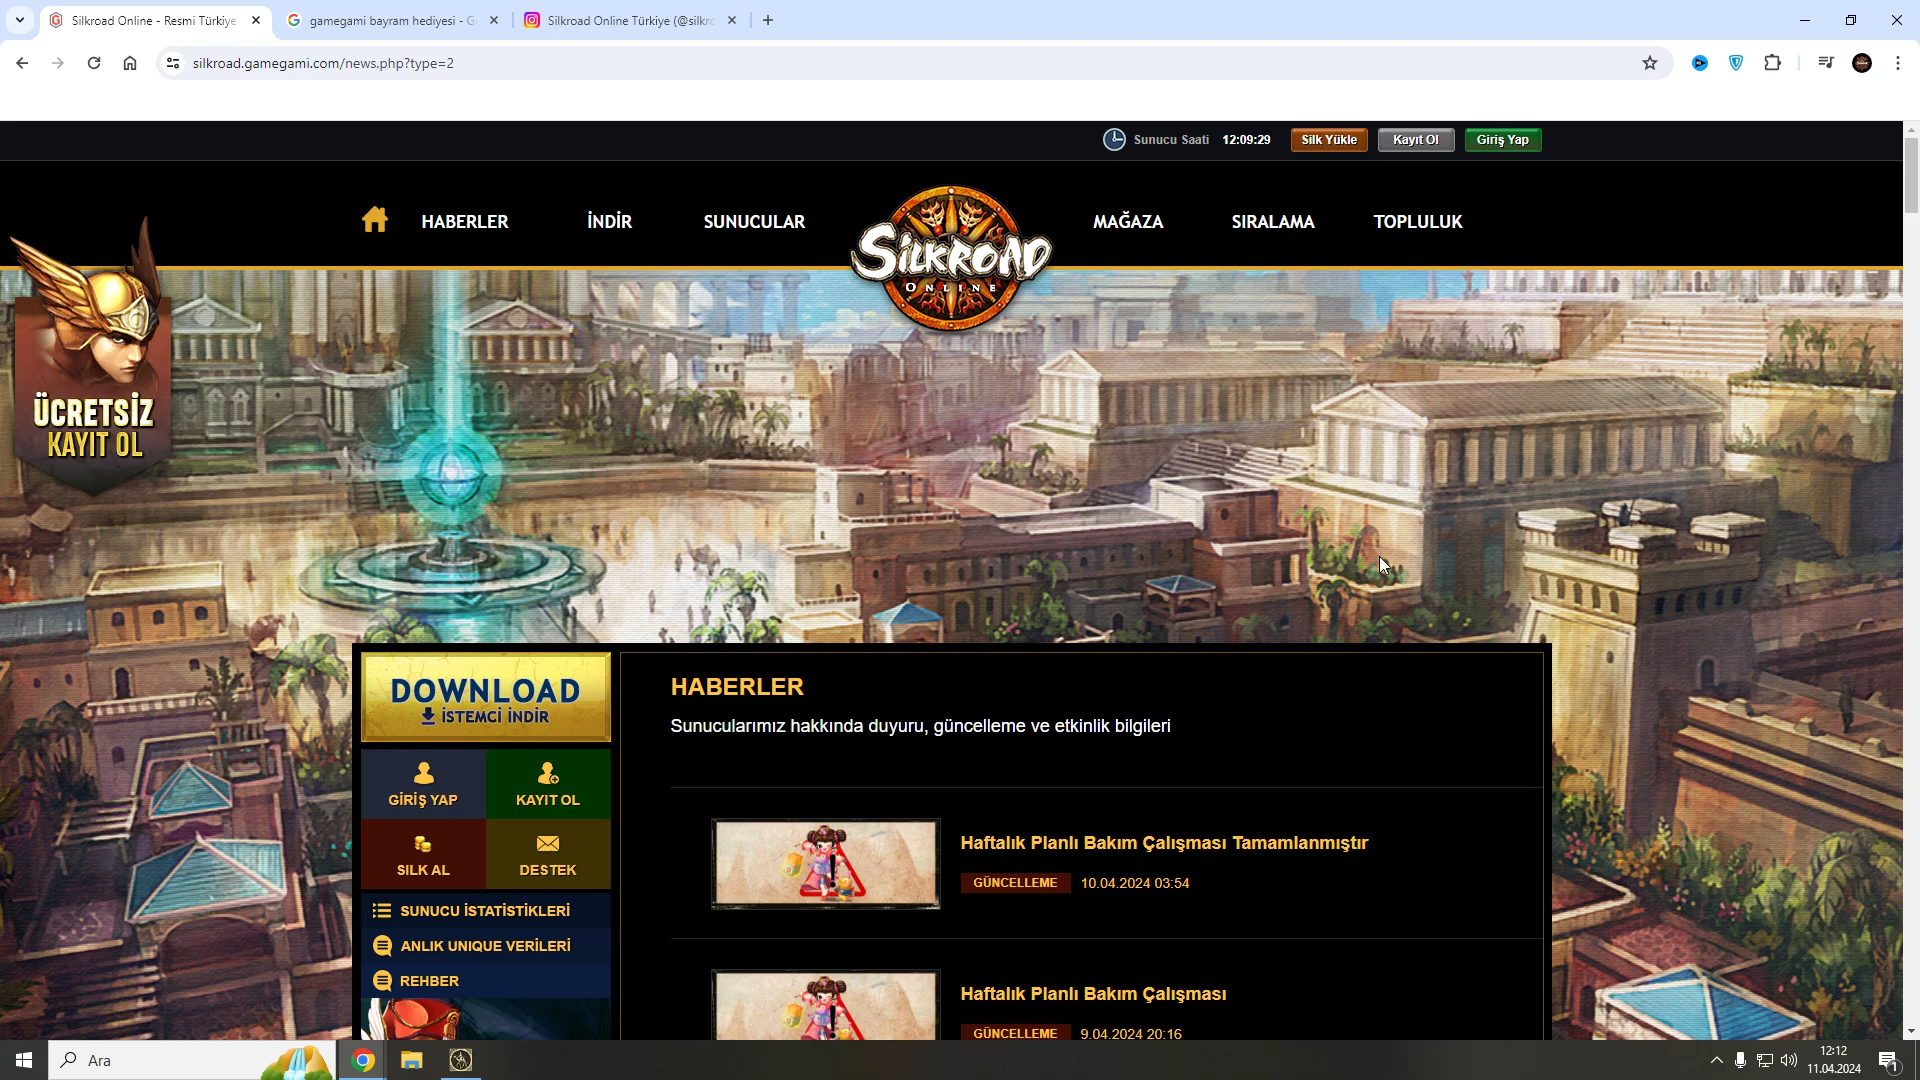 Silkroad Online - Resmi Türkiye
gamegami bayram hediyesi - G
Silkroad Online Türkiye (@silkro
silkroad.gamegami.com/news.php?type=2
Sunucu Saati 12:09:29 Silk Yükle Kayıt Ol Giriş Yap
HABERLER İNDİR SUNUCULAR SILKROAD ONLINE MAĞAZA SIRALAMA TOPLULUK
ÜCRETSİZ
KAYIT OL
DOWNLOAD
İSTEMCİ İNDİR
GİRİŞ YAP KAYIT OL
SILK AL DESTEK
SUNUCU İSTATİSTİKLERİ
ANLIK UNIQUE VERİLERİ
REHBER
HABERLER
Sunucularımız hakkında duyuru, güncelleme ve etkinlik bilgileri
Haftalık Planlı Bakım Çalışması Tamamlanmıştır
GÜNCELLEME 10.04.2024 03:54
Haftalık Planlı Bakım Çalışması
GÜNCELLEME 9.04.2024 20:16
Ara
12:12
11.04.2024
1